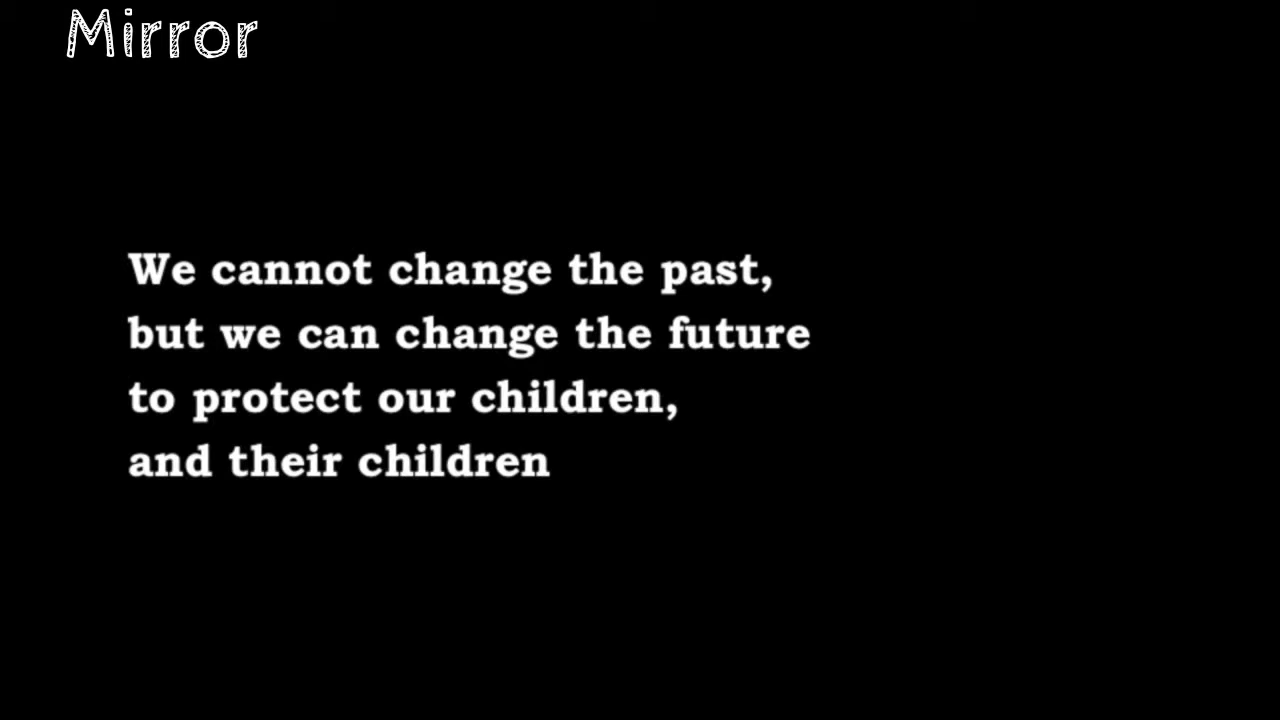 Mirror
We cannot change the past,
but we can change the future
to protect our children,
and their children